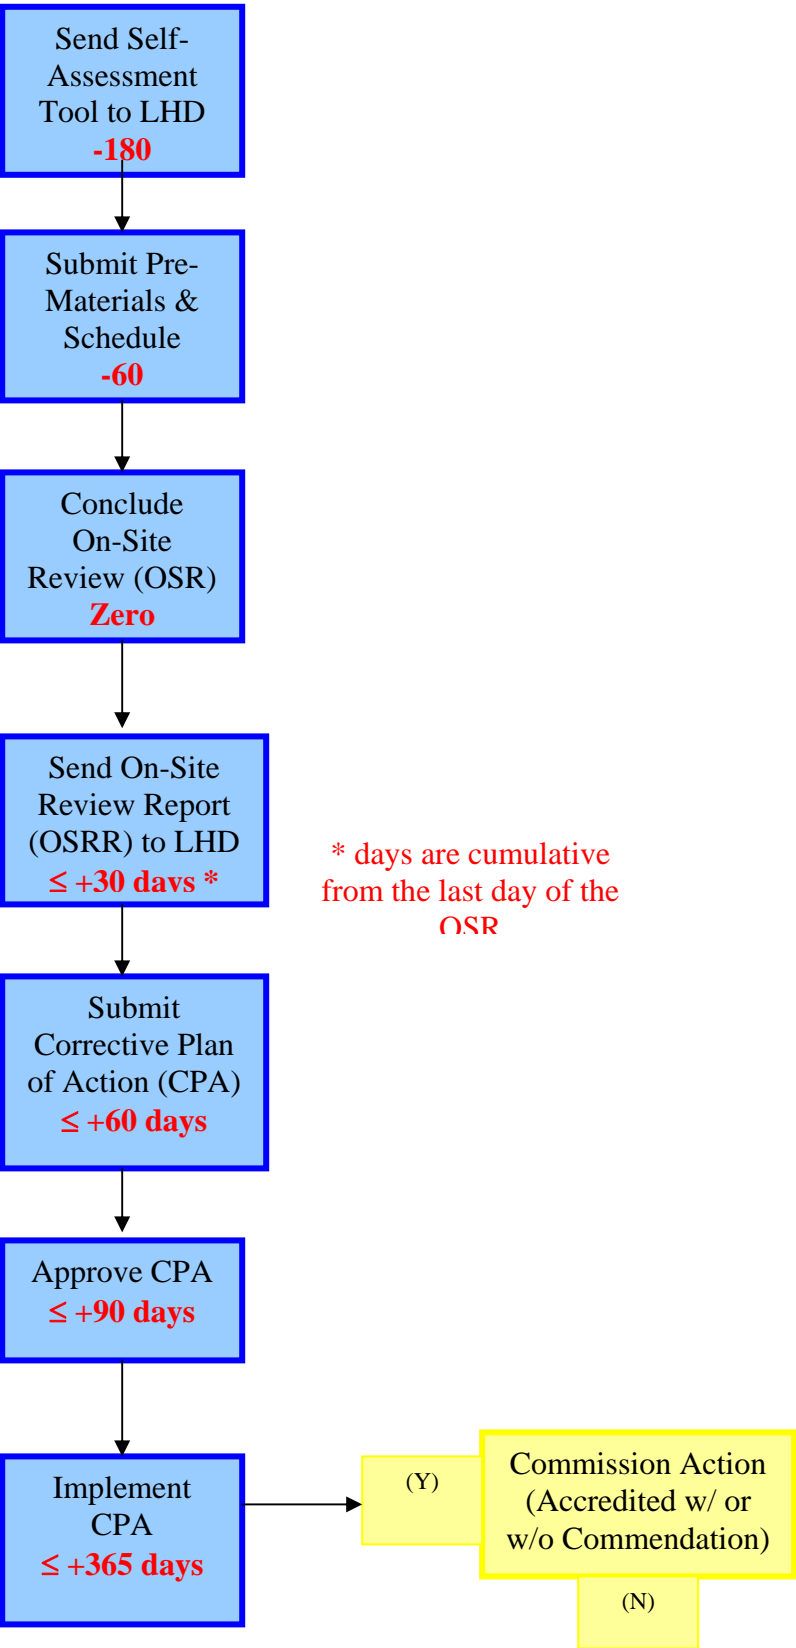 Send Self-
Assessment
Tool to LHD
-180
Submit Pre-
Materials &
Schedule
-60
Conclude
On-Site
Review (OSR)
Zero
Send On-Site
Review Report
(OSRR) to LHD
≤ +30 days *
* days are cumulative
from the last day of the
OSR
Submit
Corrective Plan
of Action (CPA)
≤ +60 days
Approve CPA
≤ +90 days
Implement
CPA
≤ +365 days
(Y)
Commission Action
(Accredited w/ or
w/o Commendation)
(N)